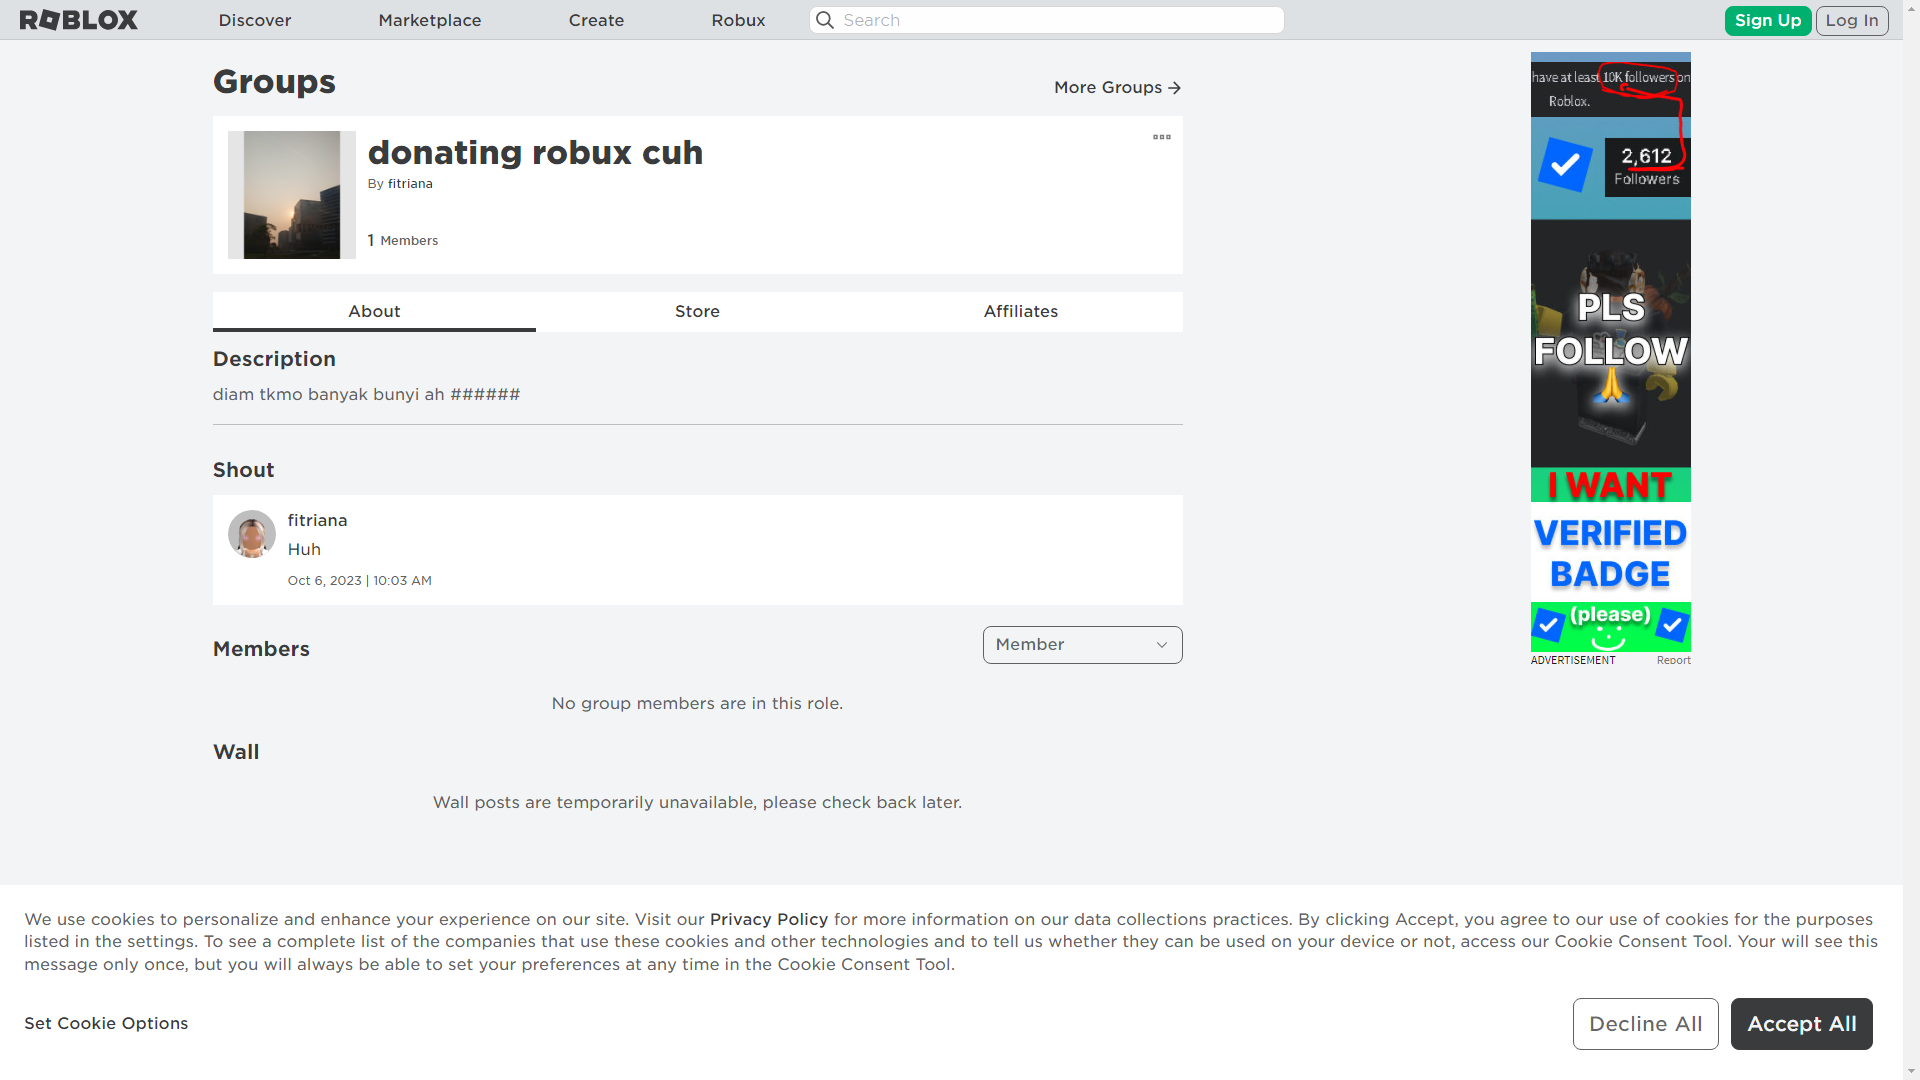 ROBLOX
Discover
Marketplace
Create
Robux
Search
Sign Up
Log In
Groups
More Groups
donating robux cuh
By fitriana
1 Members
About
Store
Affiliates
Description
diam tkmo banyak bunyi ah ######
Shout
fitriana
Huh
Oct 6, 2023 | 10:03 AM
Members
Member
No group members are in this role.
Wall
Wall posts are temporarily unavailable, please check back later.
have at least 10K followers on
Roblox.
2,612
Followers
PLS
FOLLOW
I WANT
VERIFIED
BADGE
(please)
ADVERTISEMENT
Report
We use cookies to personalize and enhance your experience on our site. Visit our Privacy Policy for more information on our data collections practices. By clicking Accept, you agree to our use of cookies for the purposes
listed in the settings. To see a complete list of the companies that use these cookies and other technologies and to tell us whether they can be used on your device or not, access our Cookie Consent Tool. Your will see this
message only once, but you will always be able to set your preferences at any time in the Cookie Consent Tool.
Set Cookie Options
Decline All
Accept All